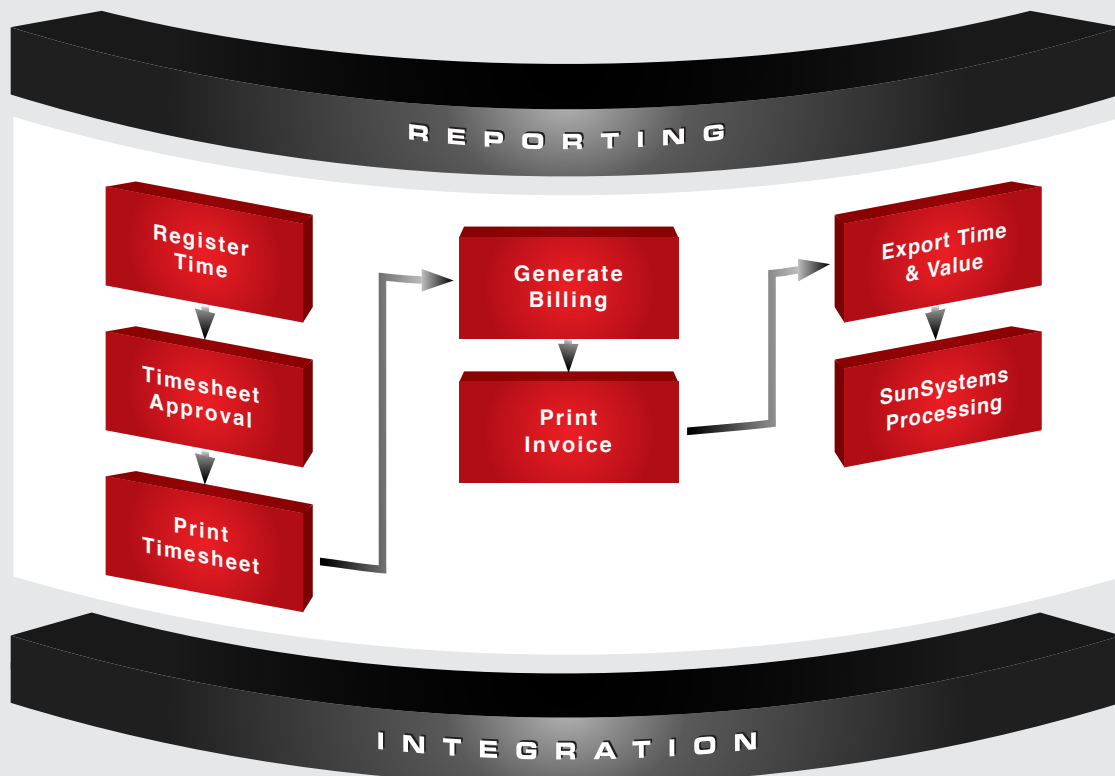 REPORTING
Register
Time
Timesheet
Approval
Print
Timesheet
Generate
Billing
Print
Invoice
Export Time
& Value
SunSystems
Processing
INTEGRATION